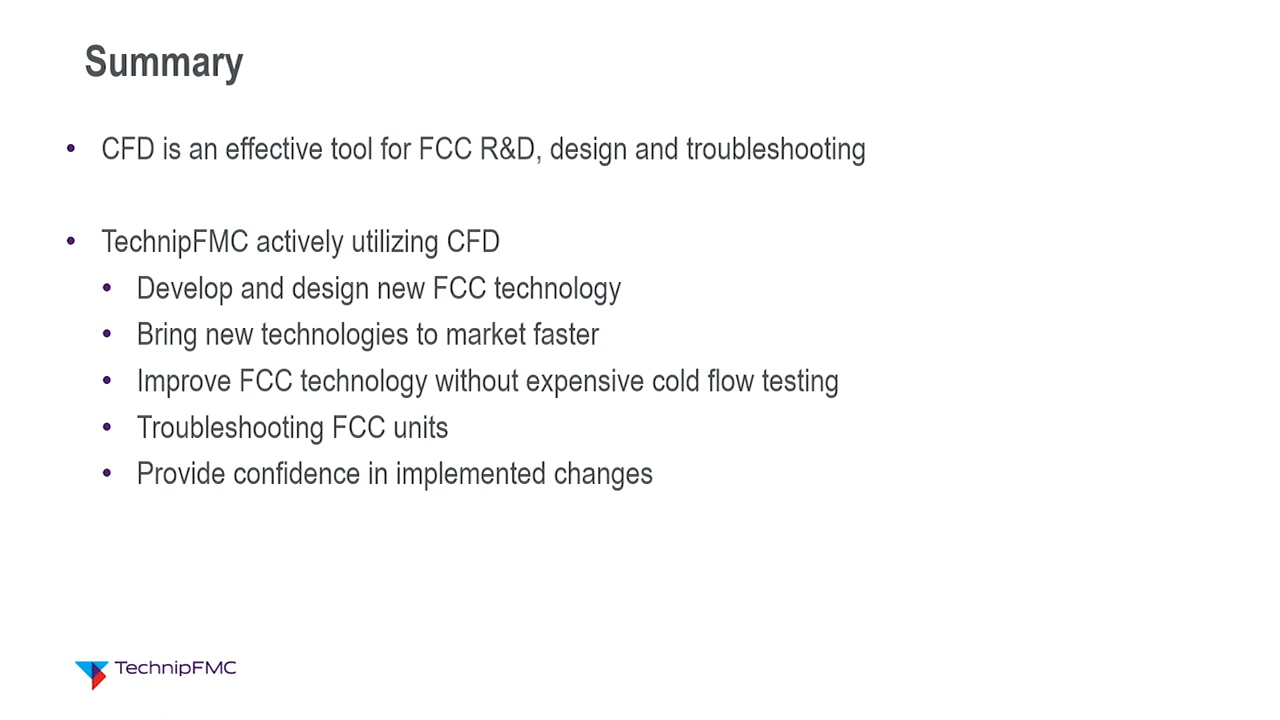 Summary
• CFD is an effective tool for FCC R&D, design and troubleshooting
• TechnipFMC actively utilizing CFD
• Develop and design new FCC technology
• Bring new technologies to market faster
• Improve FCC technology without expensive cold flow testing
• Troubleshooting FCC units
• Provide confidence in implemented changes
TechnipFMC